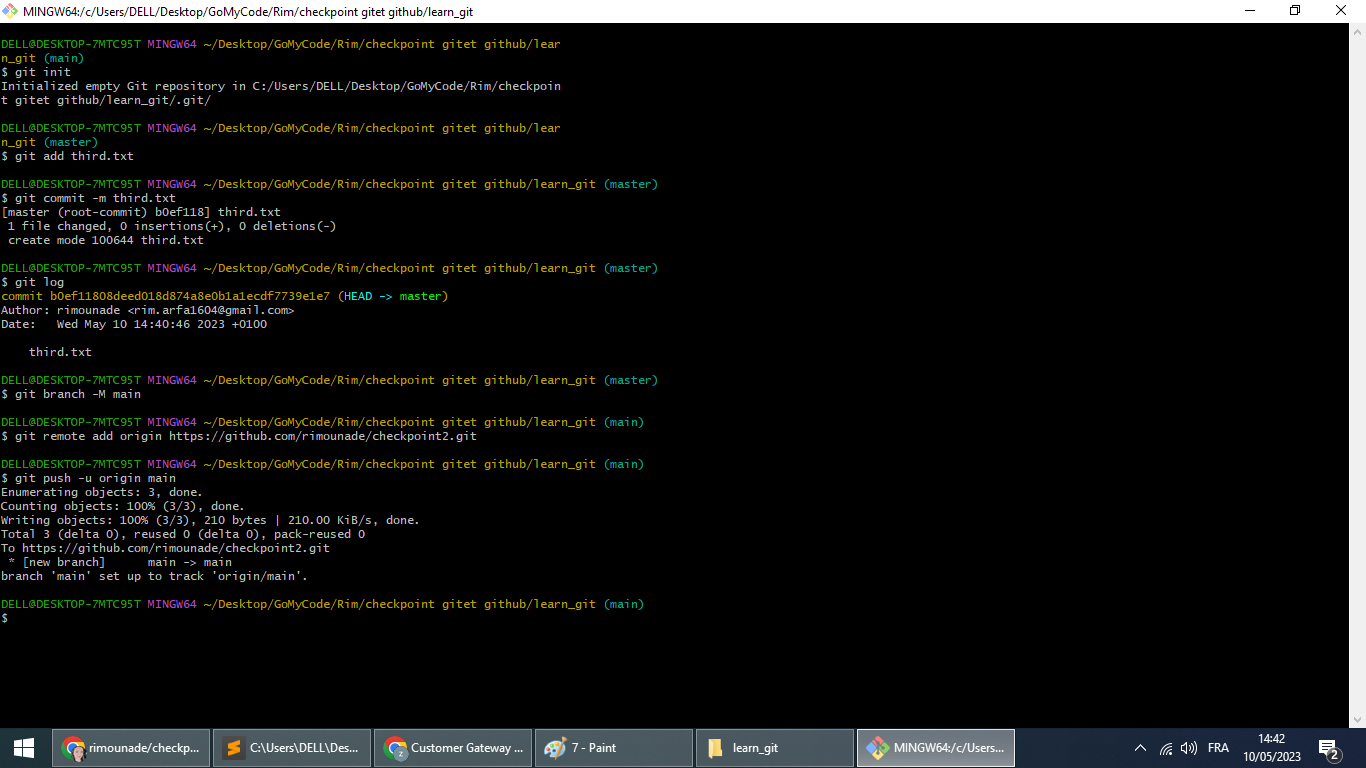 MINGW64:/c/Users/DELL/Desktop/GoMyCode/Rim/checkpoint gitet github/learn_git
DELL@DESKTOP-7MTC95T MINGW64 ~/Desktop/GoMyCode/Rim/checkpoint gitet github/lear
n_git (main)
$ git init
Initialized empty Git repository in C:/Users/DELL/Desktop/GoMyCode/Rim/checkpoin
t gitet github/learn_git/.git/
DELL@DESKTOP-7MTC95T MINGW64 ~/Desktop/GoMyCode/Rim/checkpoint gitet github/lear
n_git (master)
$ git add third.txt
DELL@DESKTOP-7MTC95T MINGW64 ~/Desktop/GoMyCode/Rim/checkpoint gitet github/learn_git (master)
$ git commit -m third.txt
[master (root-commit) b0ef118] third.txt
 1 file changed, 0 insertions(+), 0 deletions(-)
 create mode 100644 third.txt
DELL@DESKTOP-7MTC95T MINGW64 ~/Desktop/GoMyCode/Rim/checkpoint gitet github/learn_git (master)
$ git log
commit b0ef11808deed018d874a8e0b1a1ecdf7739e1e7 (HEAD -> master)
Author: rimounade <rim.arfa1604@gmail.com>
Date:   Wed May 10 14:40:46 2023 +0100
    third.txt
DELL@DESKTOP-7MTC95T MINGW64 ~/Desktop/GoMyCode/Rim/checkpoint gitet github/learn_git (master)
$ git branch -M main
DELL@DESKTOP-7MTC95T MINGW64 ~/Desktop/GoMyCode/Rim/checkpoint gitet github/learn_git (main)
$ git remote add origin https://github.com/rimounade/checkpoint2.git
DELL@DESKTOP-7MTC95T MINGW64 ~/Desktop/GoMyCode/Rim/checkpoint gitet github/learn_git (main)
$ git push -u origin main
Enumerating objects: 3, done.
Counting objects: 100% (3/3), done.
Writing objects: 100% (3/3), 210 bytes | 210.00 KiB/s, done.
Total 3 (delta 0), reused 0 (delta 0), pack-reused 0
To https://github.com/rimounade/checkpoint2.git
 * [new branch]      main -> main
branch 'main' set up to track 'origin/main'.
DELL@DESKTOP-7MTC95T MINGW64 ~/Desktop/GoMyCode/Rim/checkpoint gitet github/learn_git (main)
$
rimounade/checkp... C:\Users\DELL\Des... Customer Gateway ... 7 - Paint learn_git MINGW64:/c/Users... FRA 14:42
10/05/2023 2